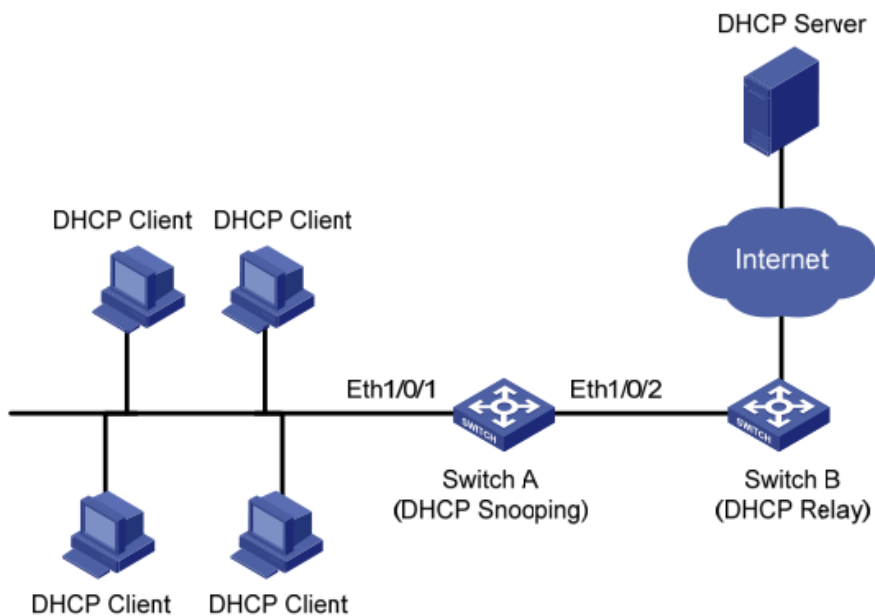 DHCP Server
DHCP Client
DHCP Client
Internet
Eth1/0/1
Eth1/0/2
SWITCH
SWITCH
Switch A
(DHCP Snooping)
Switch B
(DHCP Relay)
DHCP Client
DHCP Client